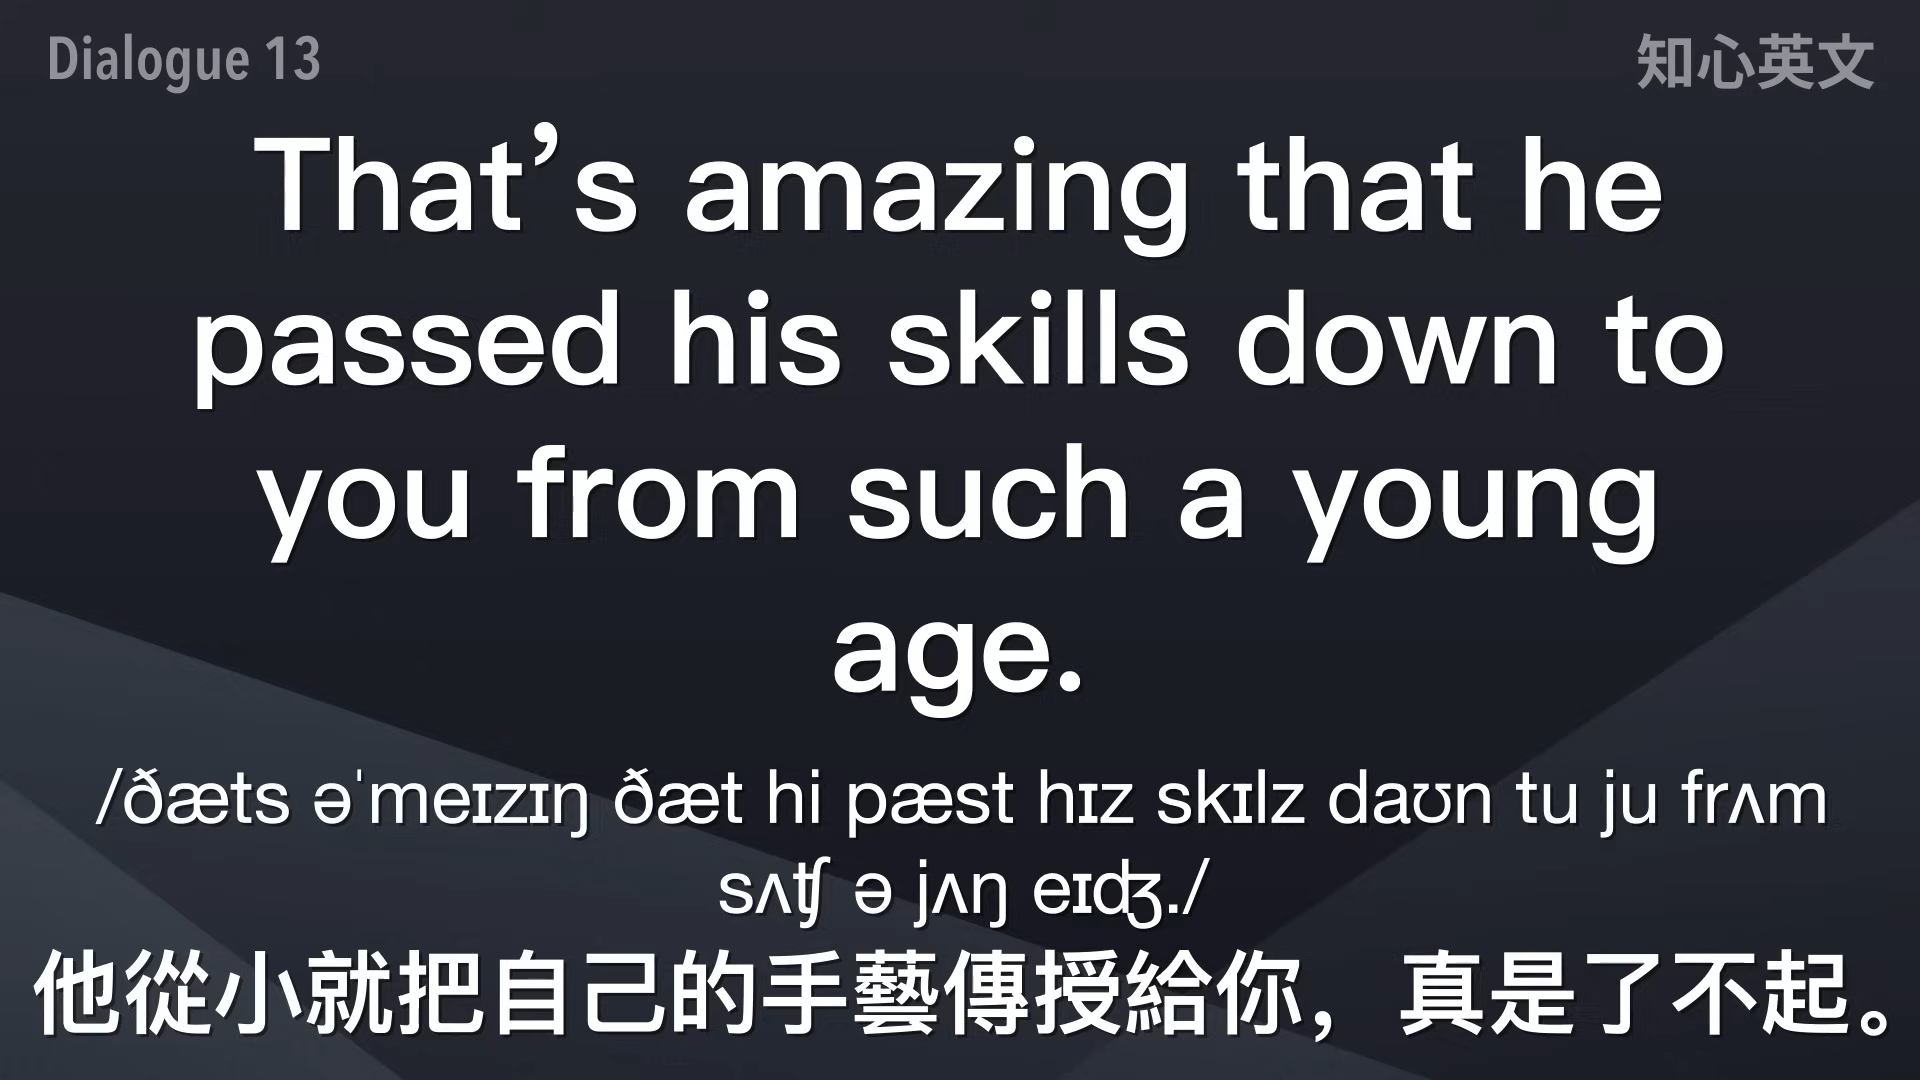 Dialogue 13
知心英文
That’s amazing that he
passed his skills down to
you from such a young
age.
/ðæts əˈmeɪzɪŋ ðæt hi pæst hɪz skɪlz daʊn tu ju frʌm
sʌʧ ə jʌŋ eɪʤ./
他從小就把自己的手藝傳授給你，真是了不起。